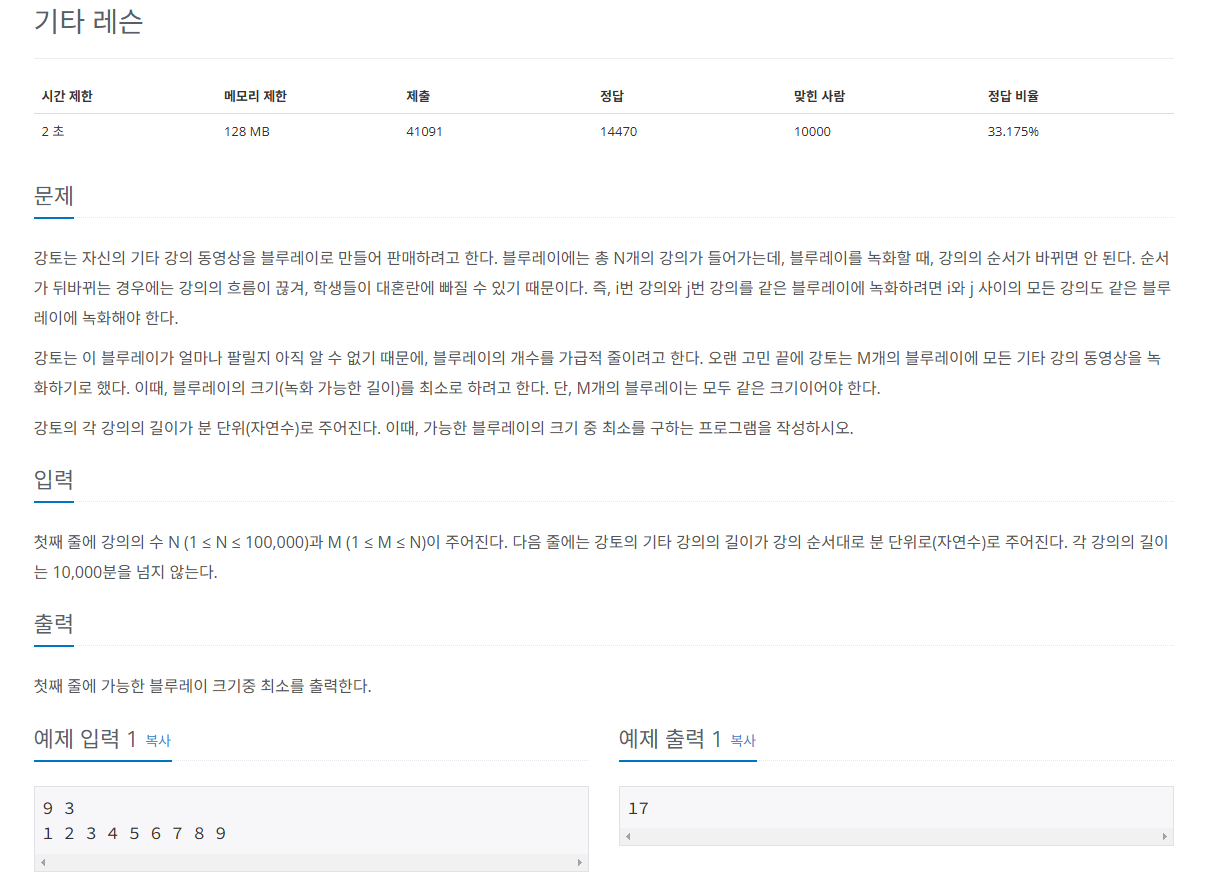 기타 레슨
시간 제한 메모리 제한 제출 정답 맞힌 사람 정답 비율
2 초 128 MB 41091 14470 10000 33.175%
문제
강토는 자신의 기타 강의 동영상을 블루레이로 만들어 판매하려고 한다. 블루레이에는 총 N개의 강의가 들어가는데, 블루레이를 녹화할 때, 강의의 순서가 바뀌면 안 된다. 순서
가 뒤바뀌는 경우에는 강의의 흐름이 끊겨, 학생들이 대혼란에 빠질 수 있기 때문이다. 즉, i번 강의와 j번 강의를 같은 블루레이에 녹화하려면 i와 j 사이의 모든 강의도 같은 블루
레이에 녹화해야 한다.
강토는 이 블루레이가 얼마나 팔릴지 아직 알 수 없기 때문에, 블루레이의 개수를 가급적 줄이려고 한다. 오랜 고민 끝에 강토는 M개의 블루레이에 모든 기타 강의 동영상을 녹
화하기로 했다. 이때, 블루레이의 크기(녹화 가능한 길이)를 최소로 하려고 한다. 단, M개의 블루레이는 모두 같은 크기이어야 한다.
강토의 각 강의의 길이가 분 단위(자연수)로 주어진다. 이때, 가능한 블루레이의 크기 중 최소를 구하는 프로그램을 작성하시오.
입력
첫째 줄에 강의의 수 N (1 ≤ N ≤ 100,000)과 M (1 ≤ M ≤ N)이 주어진다. 다음 줄에는 강토의 기타 강의의 길이가 강의 순서대로 분 단위로(자연수)로 주어진다. 각 강의의 길이
는 10,000분을 넘지 않는다.
출력
첫째 줄에 가능한 블루레이 크기중 최소를 출력한다.
예제 입력 1 복사
9 3
1 2 3 4 5 6 7 8 9
예제 출력 1 복사
17